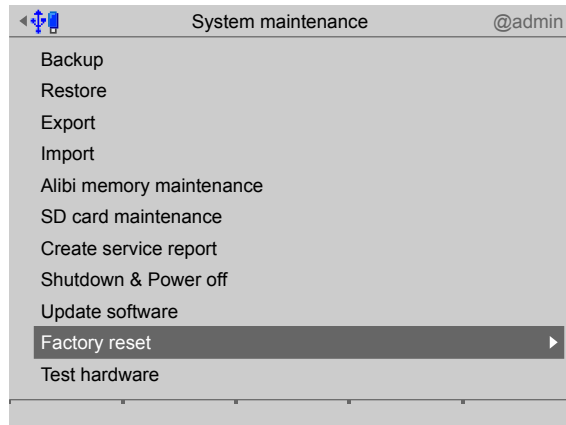 System maintenance @admin
Backup
Restore
Export
Import
Alibi memory maintenance
SD card maintenance
Create service report
Shutdown & Power off
Update software
Factory reset
Test hardware